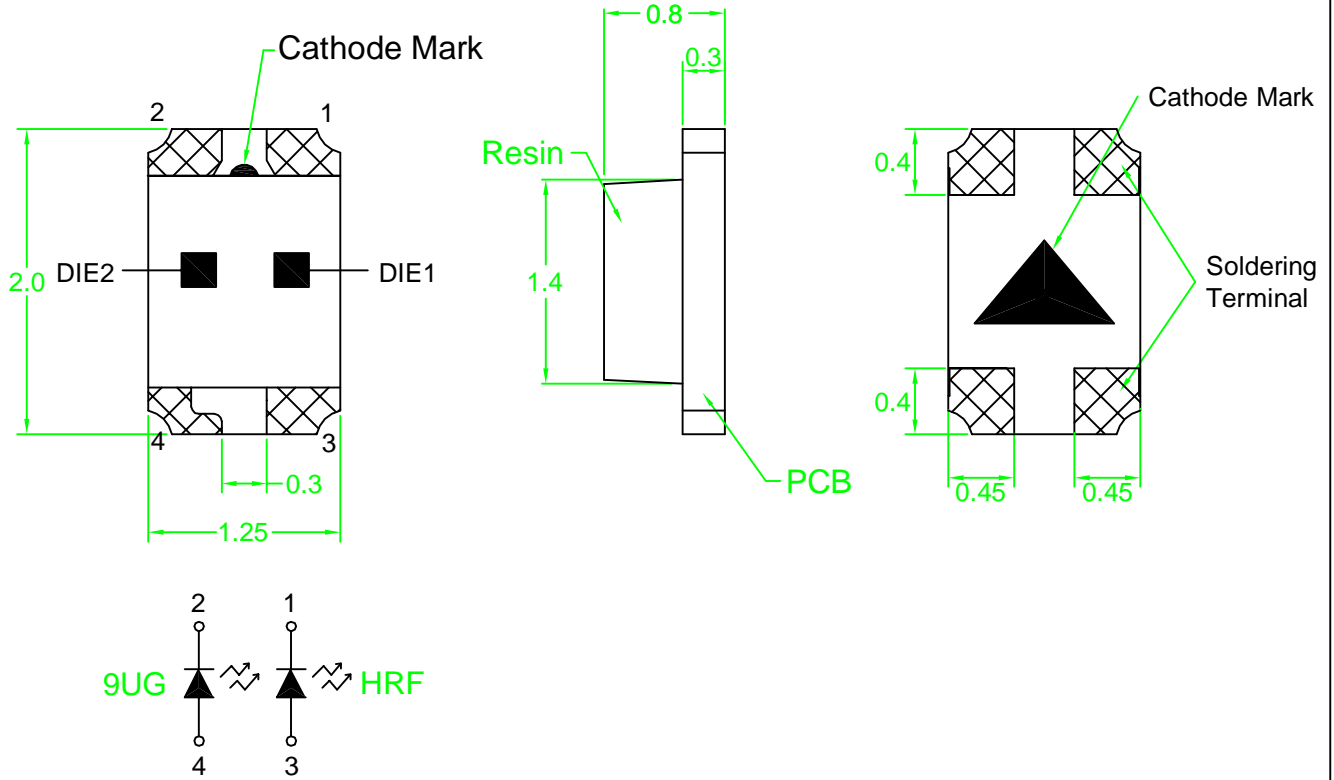 Cathode Mark
2
1
2.0
DIE2
DIE1
4
3
0.3
1.25
0.8
0.3
Resin
1.4
PCB
Cathode Mark
0.4
Soldering
Terminal
0.4
0.45
0.45
2
1
9UG
HRF
4
3